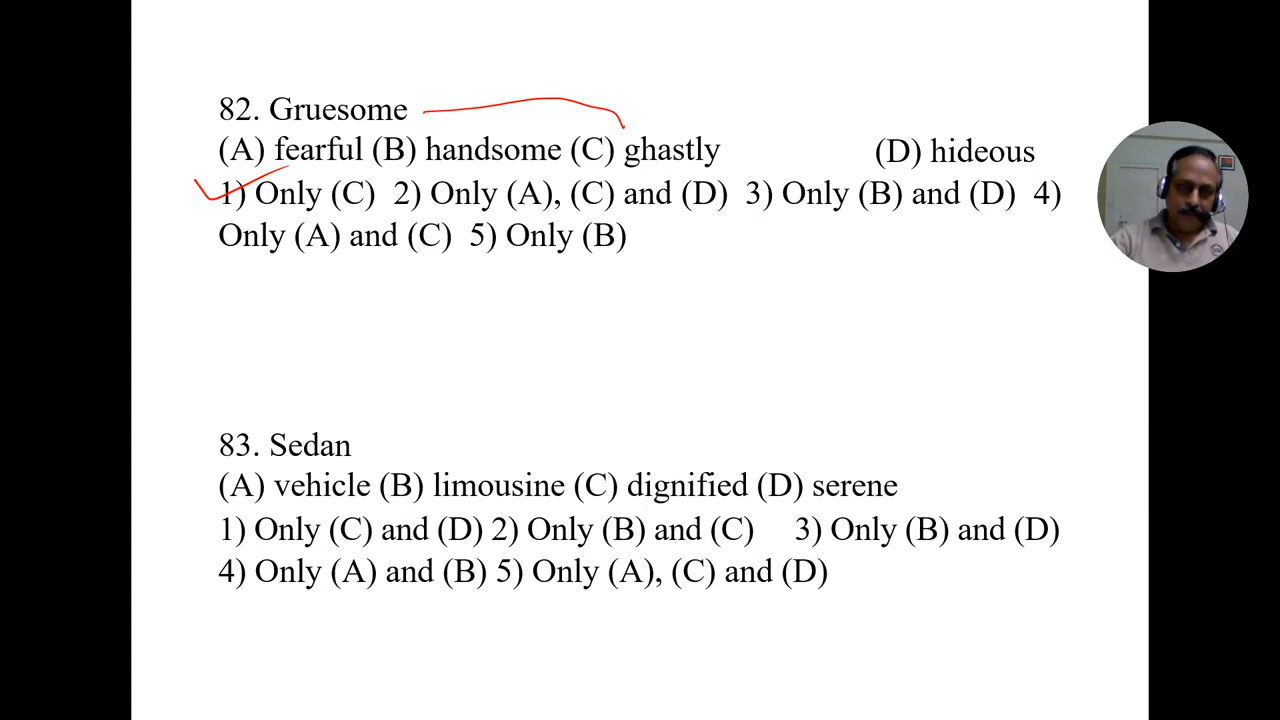 82. Gruesome
(A) fearful (B) handsome (C) ghastly (D) hideous
1) Only (C) 2) Only (A), (C) and (D) 3) Only (B) and (D) 4)
Only (A) and (C) 5) Only (B)
83. Sedan
(A) vehicle (B) limousine (C) dignified (D) serene
1) Only (C) and (D) 2) Only (B) and (C) 3) Only (B) and (D)
4) Only (A) and (B) 5) Only (A), (C) and (D)